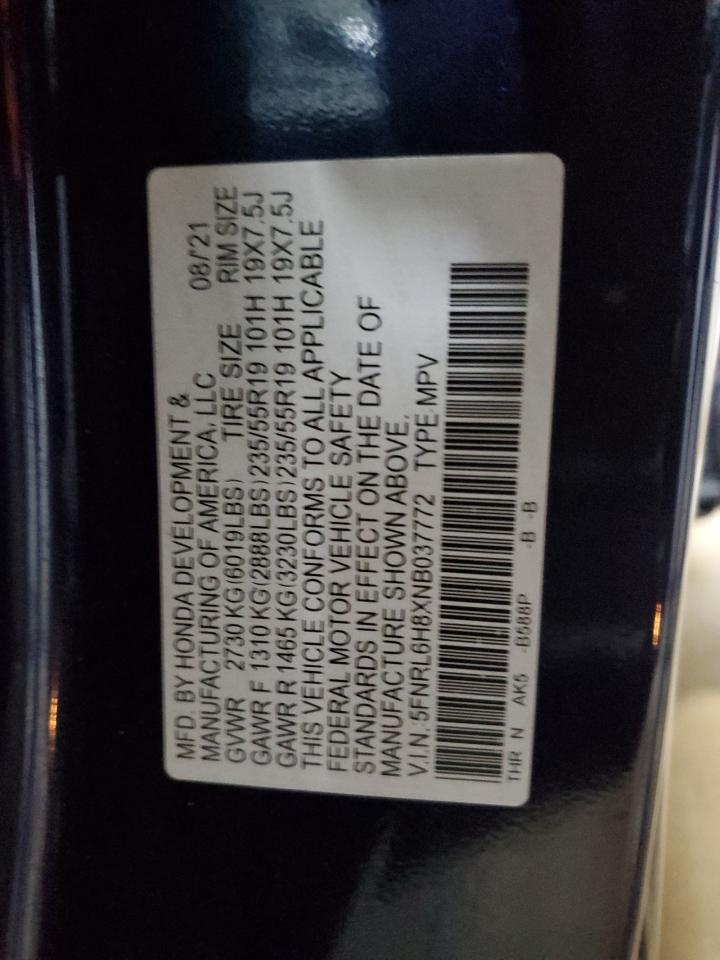 MFD. BY HONDA DEVELOPMENT &
MANUFACTURING OF AMERICA, LLC 08/'21
GVWR 2730 KG(6019LBS) TIRE SIZE RIM SIZE
GAWR F 1310 KG(2888LBS)235/55R19 101H 19X7.5J
GAWR R 1465 KG(3230LBS)235/55R19 101H 19X7.5J
THIS VEHICLE CONFORMS TO ALL APPLICABLE
FEDERAL MOTOR VEHICLE SAFETY
STANDARDS IN EFFECT ON THE DATE OF
MANUFACTURE SHOWN ABOVE.
V.I.N. 5FNRL6H8XNB037772 TYPE:MPV
THR N AK5 -B588P -B -B